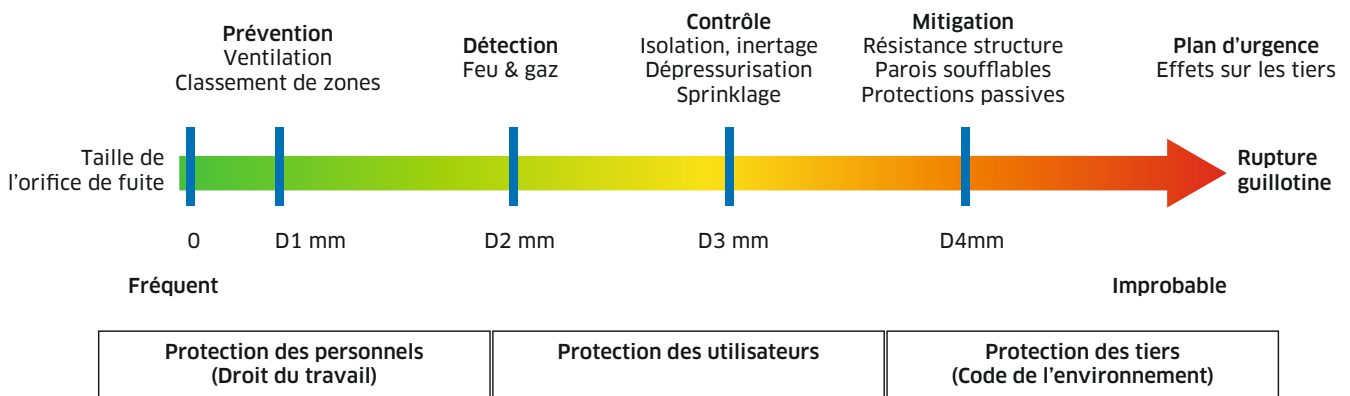 Prévention
Ventilation
Classement de zones
Détection
Feu & gaz
Contrôle
Isolation, inertage
Dépressurisation
Sprinklage
Mitigation
Résistance structure
Parois soufflables
Protections passives
Plan d'urgence
Effets sur les tiers
Taille de
l'orifice de fuite
Rupture
guillotine
0
D1 mm
D2 mm
D3 mm
D4mm
Fréquent
Improbable
Protection des personnels
(Droit du travail)
Protection des utilisateurs
Protection des tiers
(Code de l'environnement)